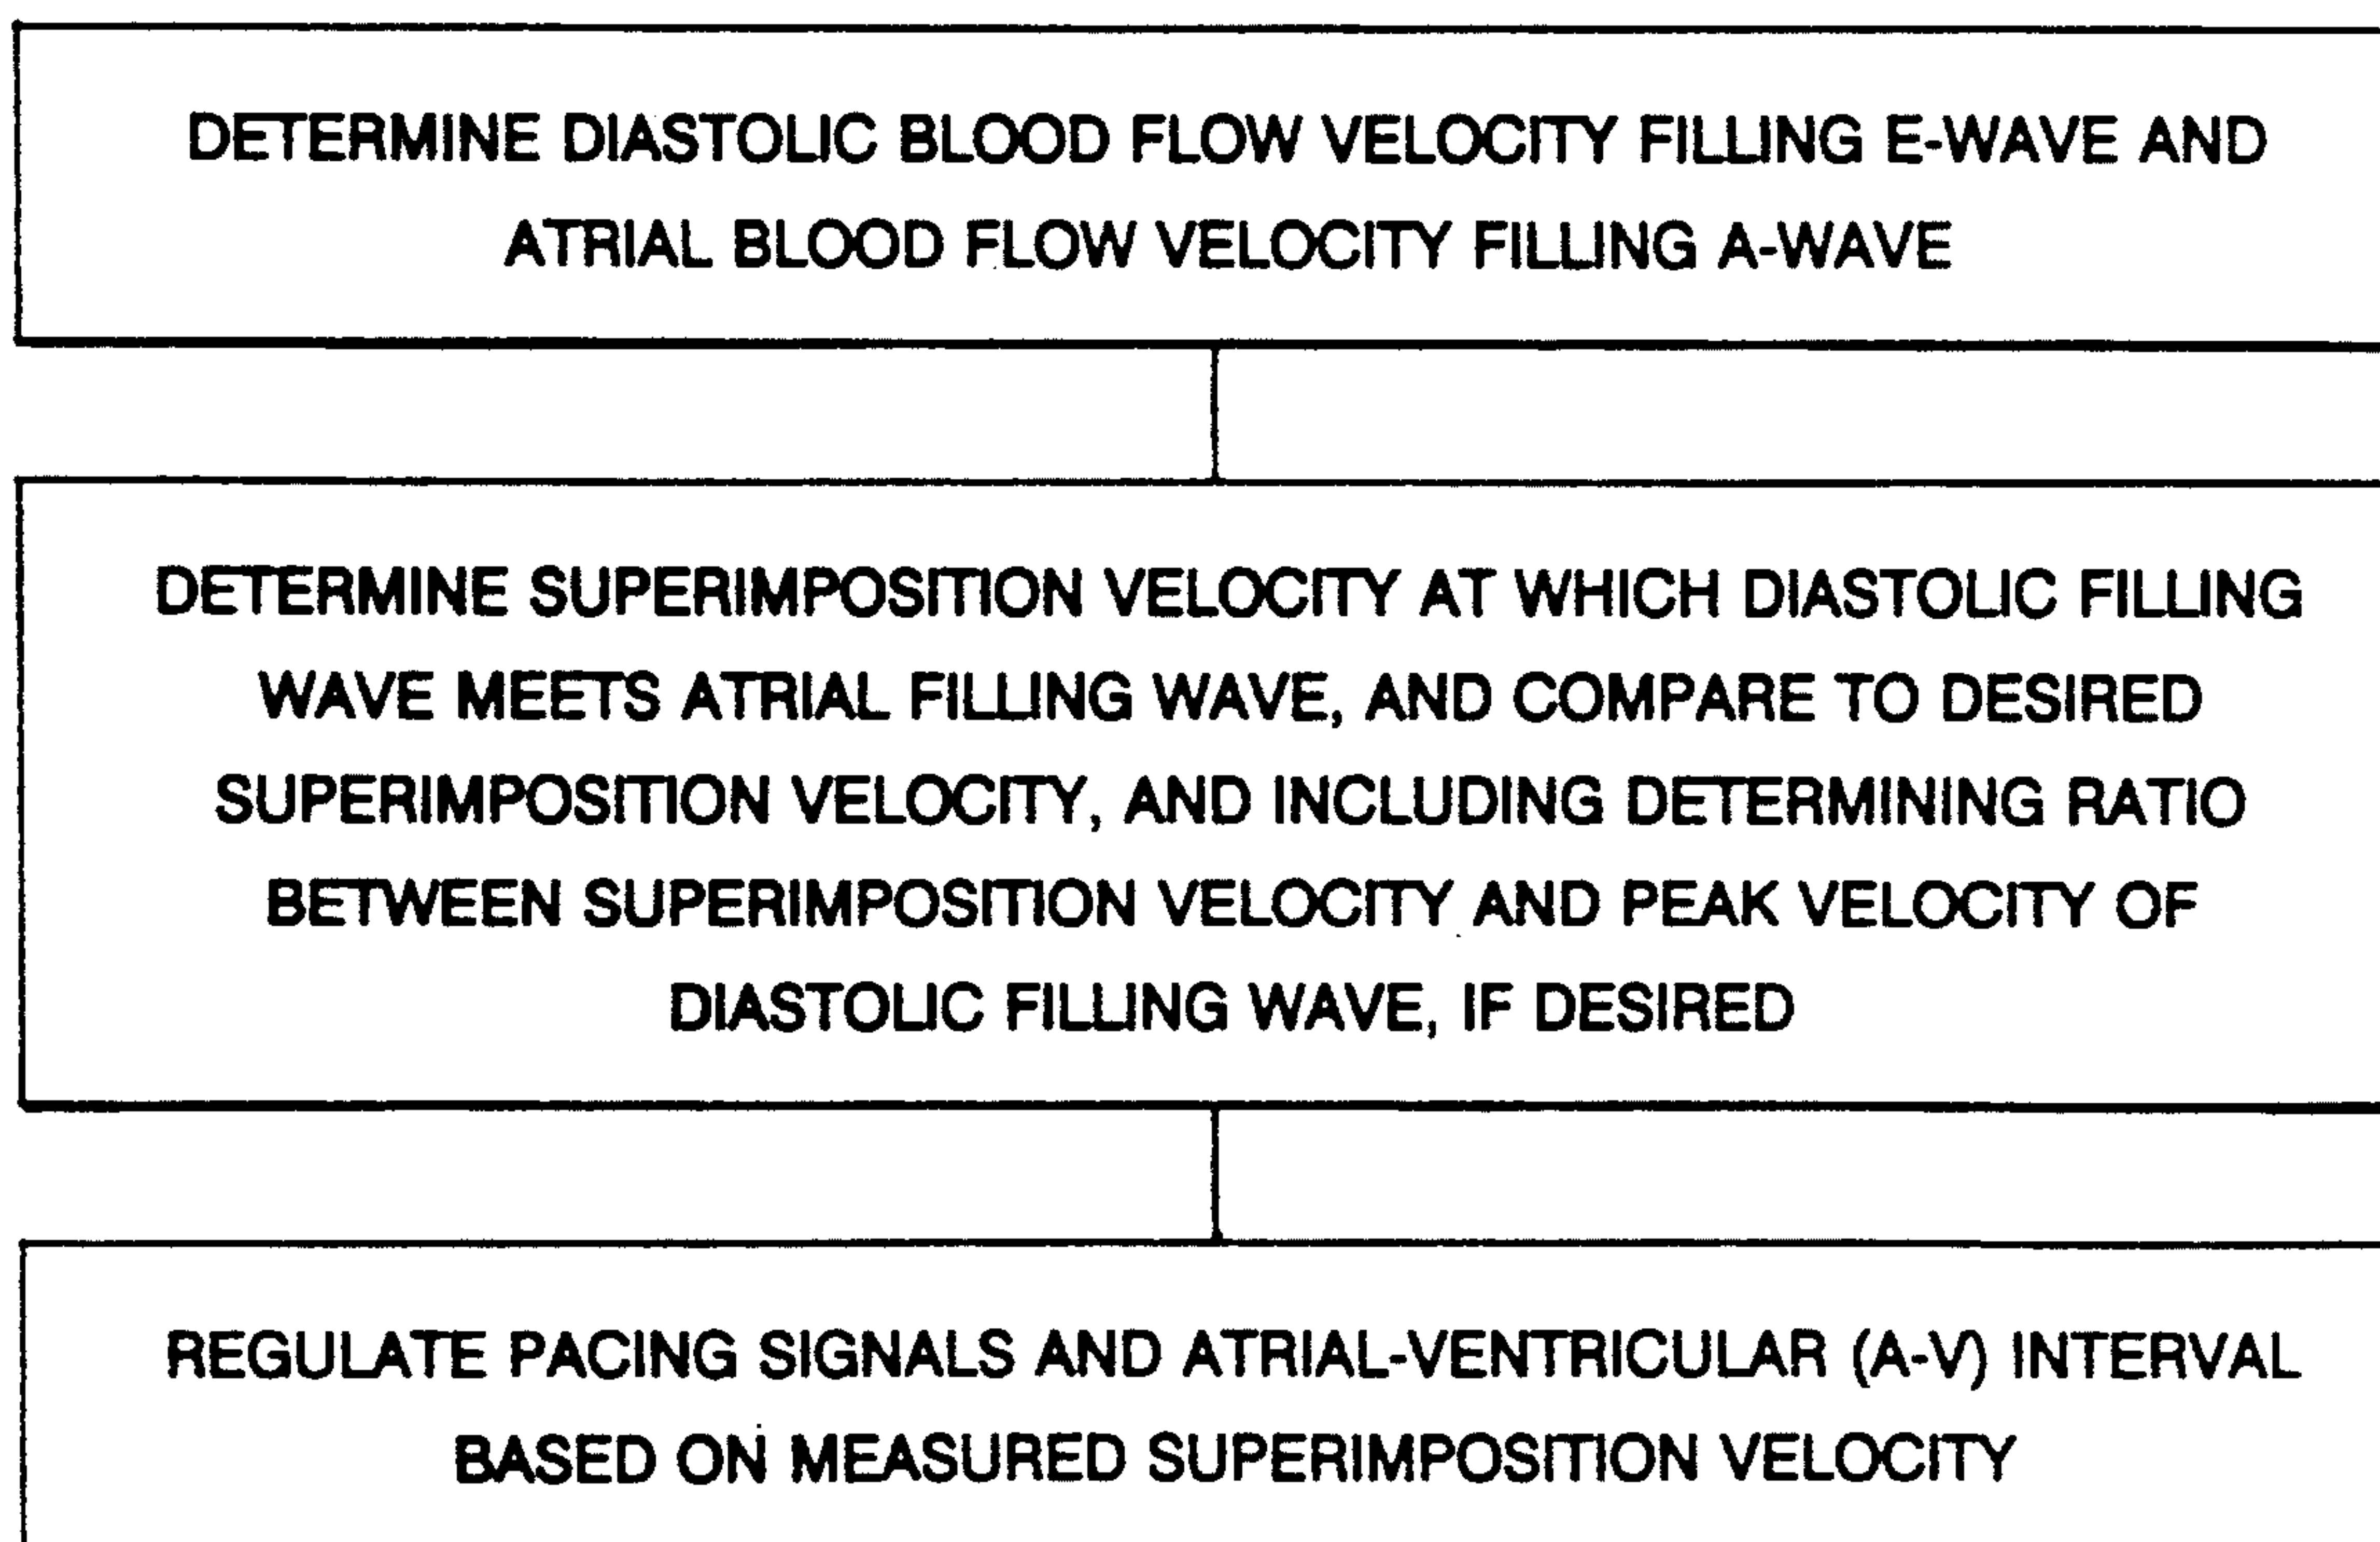 DETERMINE DIASTOLIC BLOOD FLOW VELOCITY FILLING E-WAVE AND
ATRIAL BLOOD FLOW VELOCITY FILLING A-WAVE
DETERMINE SUPERIMPOSITION VELOCITY AT WHICH DIASTOLIC FILLING
WAVE MEETS ATRIAL FILLING WAVE, AND COMPARE TO DESIRED
SUPERIMPOSITION VELOCITY, AND INCLUDING DETERMINING RATIO
BETWEEN SUPERIMPOSITION VELOCITY AND PEAK VELOCITY OF
DIASTOLIC FILLING WAVE, IF DESIRED
REGULATE PACING SIGNALS AND ATRIAL-VENTRICULAR (A-V) INTERVAL
BASED ON MEASURED SUPERIMPOSITION VELOCITY